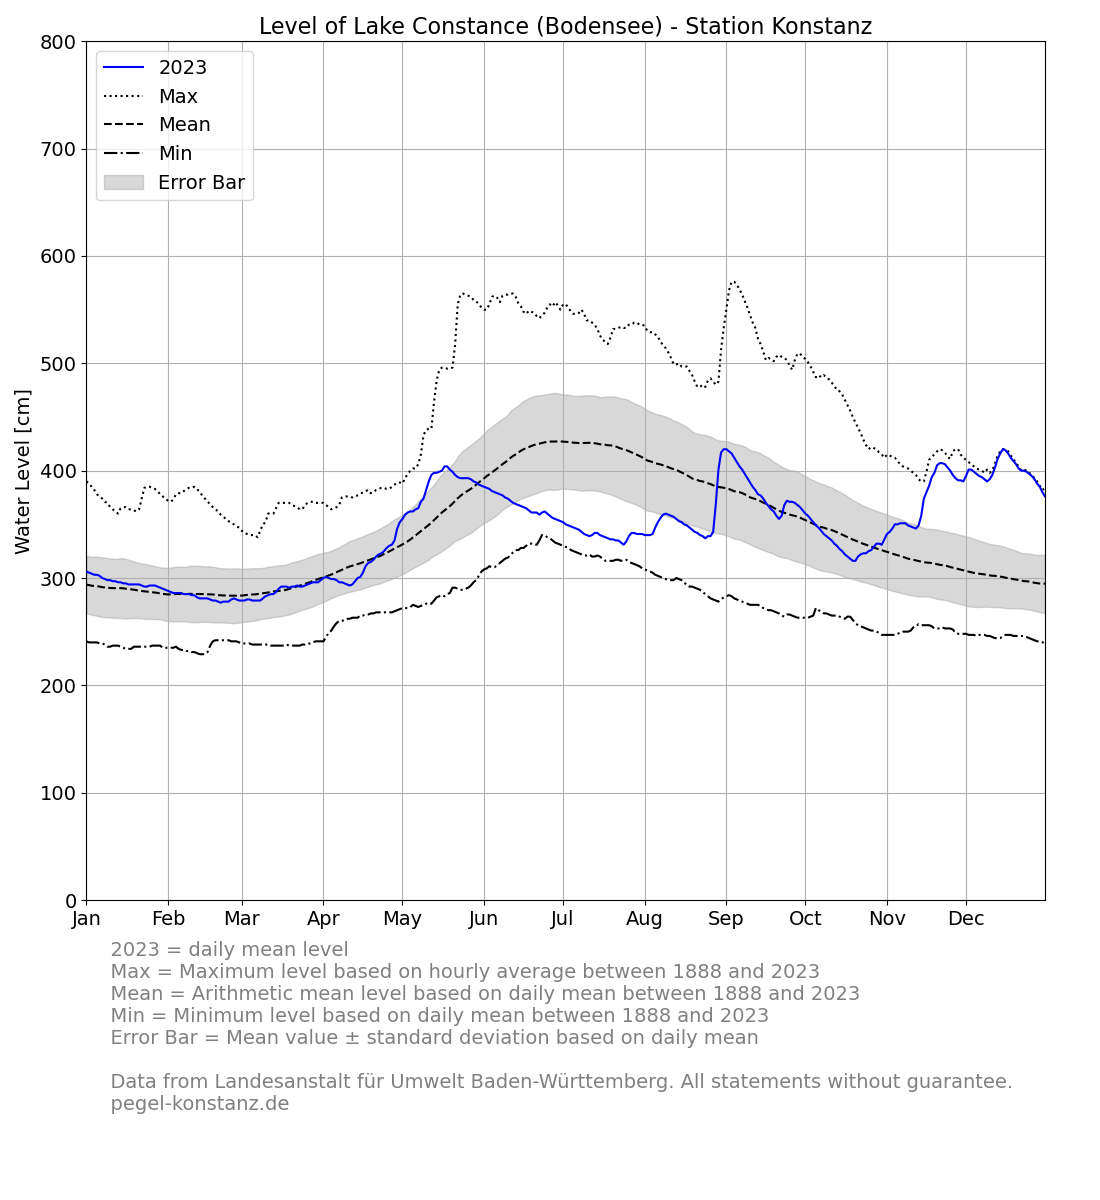 Level of Lake Constance (Bodensee) - Station Konstanz
800
700
600
500
400
300
200
100
0
Water Level [cm]
2023
Max
Mean
Min
Error Bar
Jan Feb Mar Apr May Jun Jul Aug Sep Oct Nov Dec
2023 = daily mean level
Max = Maximum level based on hourly average between 1888 and 2023
Mean = Arithmetic mean level based on daily mean between 1888 and 2023
Min = Minimum level based on daily mean between 1888 and 2023
Error Bar = Mean value ± standard deviation based on daily mean
Data from Landesanstalt für Umwelt Baden-Württemberg. All statements without guarantee.
pegel-konstanz.de